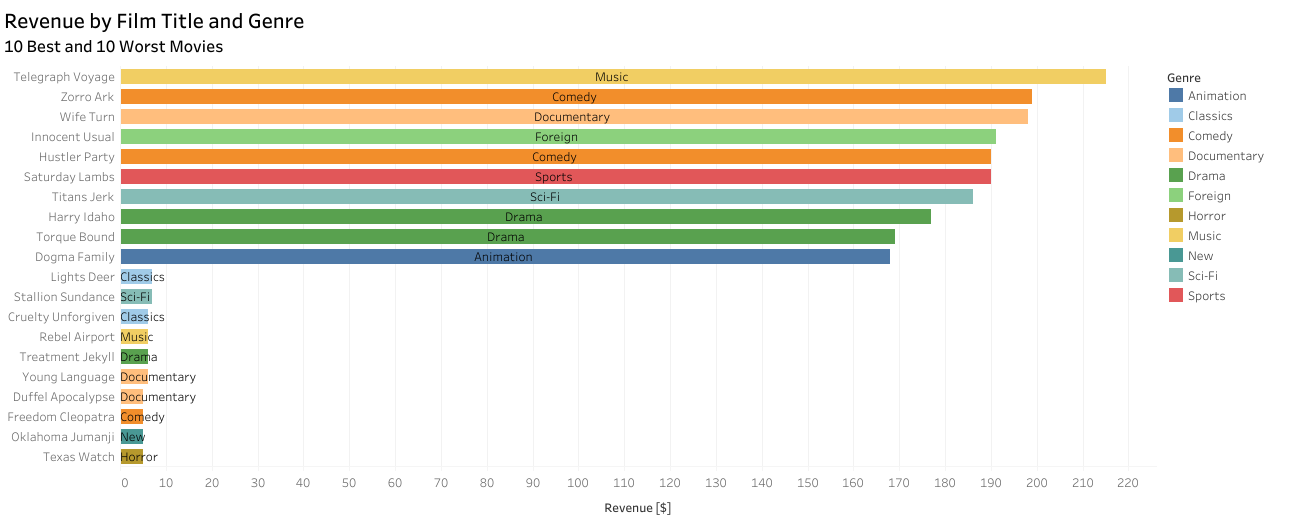 Revenue by Film Title and Genre
10 Best and 10 Worst Movies
Telegraph Voyage Music
Zorro Ark Comedy
Wife Turn Documentary
Innocent Usual Foreign
Hustler Party Comedy
Saturday Lambs Sports
Titans Jerk Sci-Fi
Harry Idaho Drama
Torque Bound Drama
Dogma Family Animation
Lights Deer Classics
Stallion Sundance Sci-Fi
Cruelty Unforgiven Classics
Rebel Airport Music
Treatment Jekyll Drama
Young Language Documentary
Duffel Apocalypse Documentary
Freedom Cleopatra Comedy
Oklahoma Jumanji New
Texas Watch Horror
0 10 20 30 40 50 60 70 80 90 100 110 120 130 140 150 160 170 180 190 200 210 220
Revenue [$]
Genre
Animation
Classics
Comedy
Documentary
Drama
Foreign
Horror
Music
New
Sci-Fi
Sports